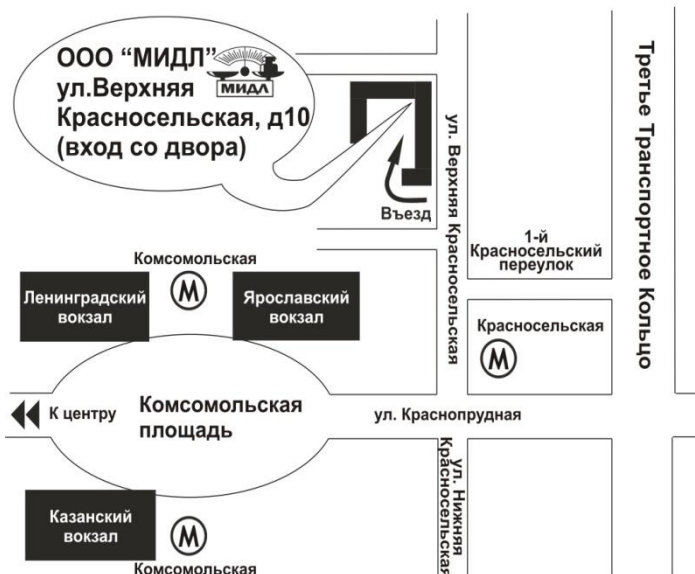 ООО “МИДЛ”
ул.Верхняя
Красносельская, д10
(вход со двора)
МИДЛ
Въезд
ул. Верхняя Красносельская
Третье Транспортное Кольцо
1-й
Красносельский
переулок
Комсомольская
М
Ленинградский
вокзал
Ярославский
вокзал
Красносельская
М
К центру
Комсомольская
площадь
ул. Краснопрудная
ул. Нижняя
Красносельская
Казанский
вокзал
М
Комсомольская